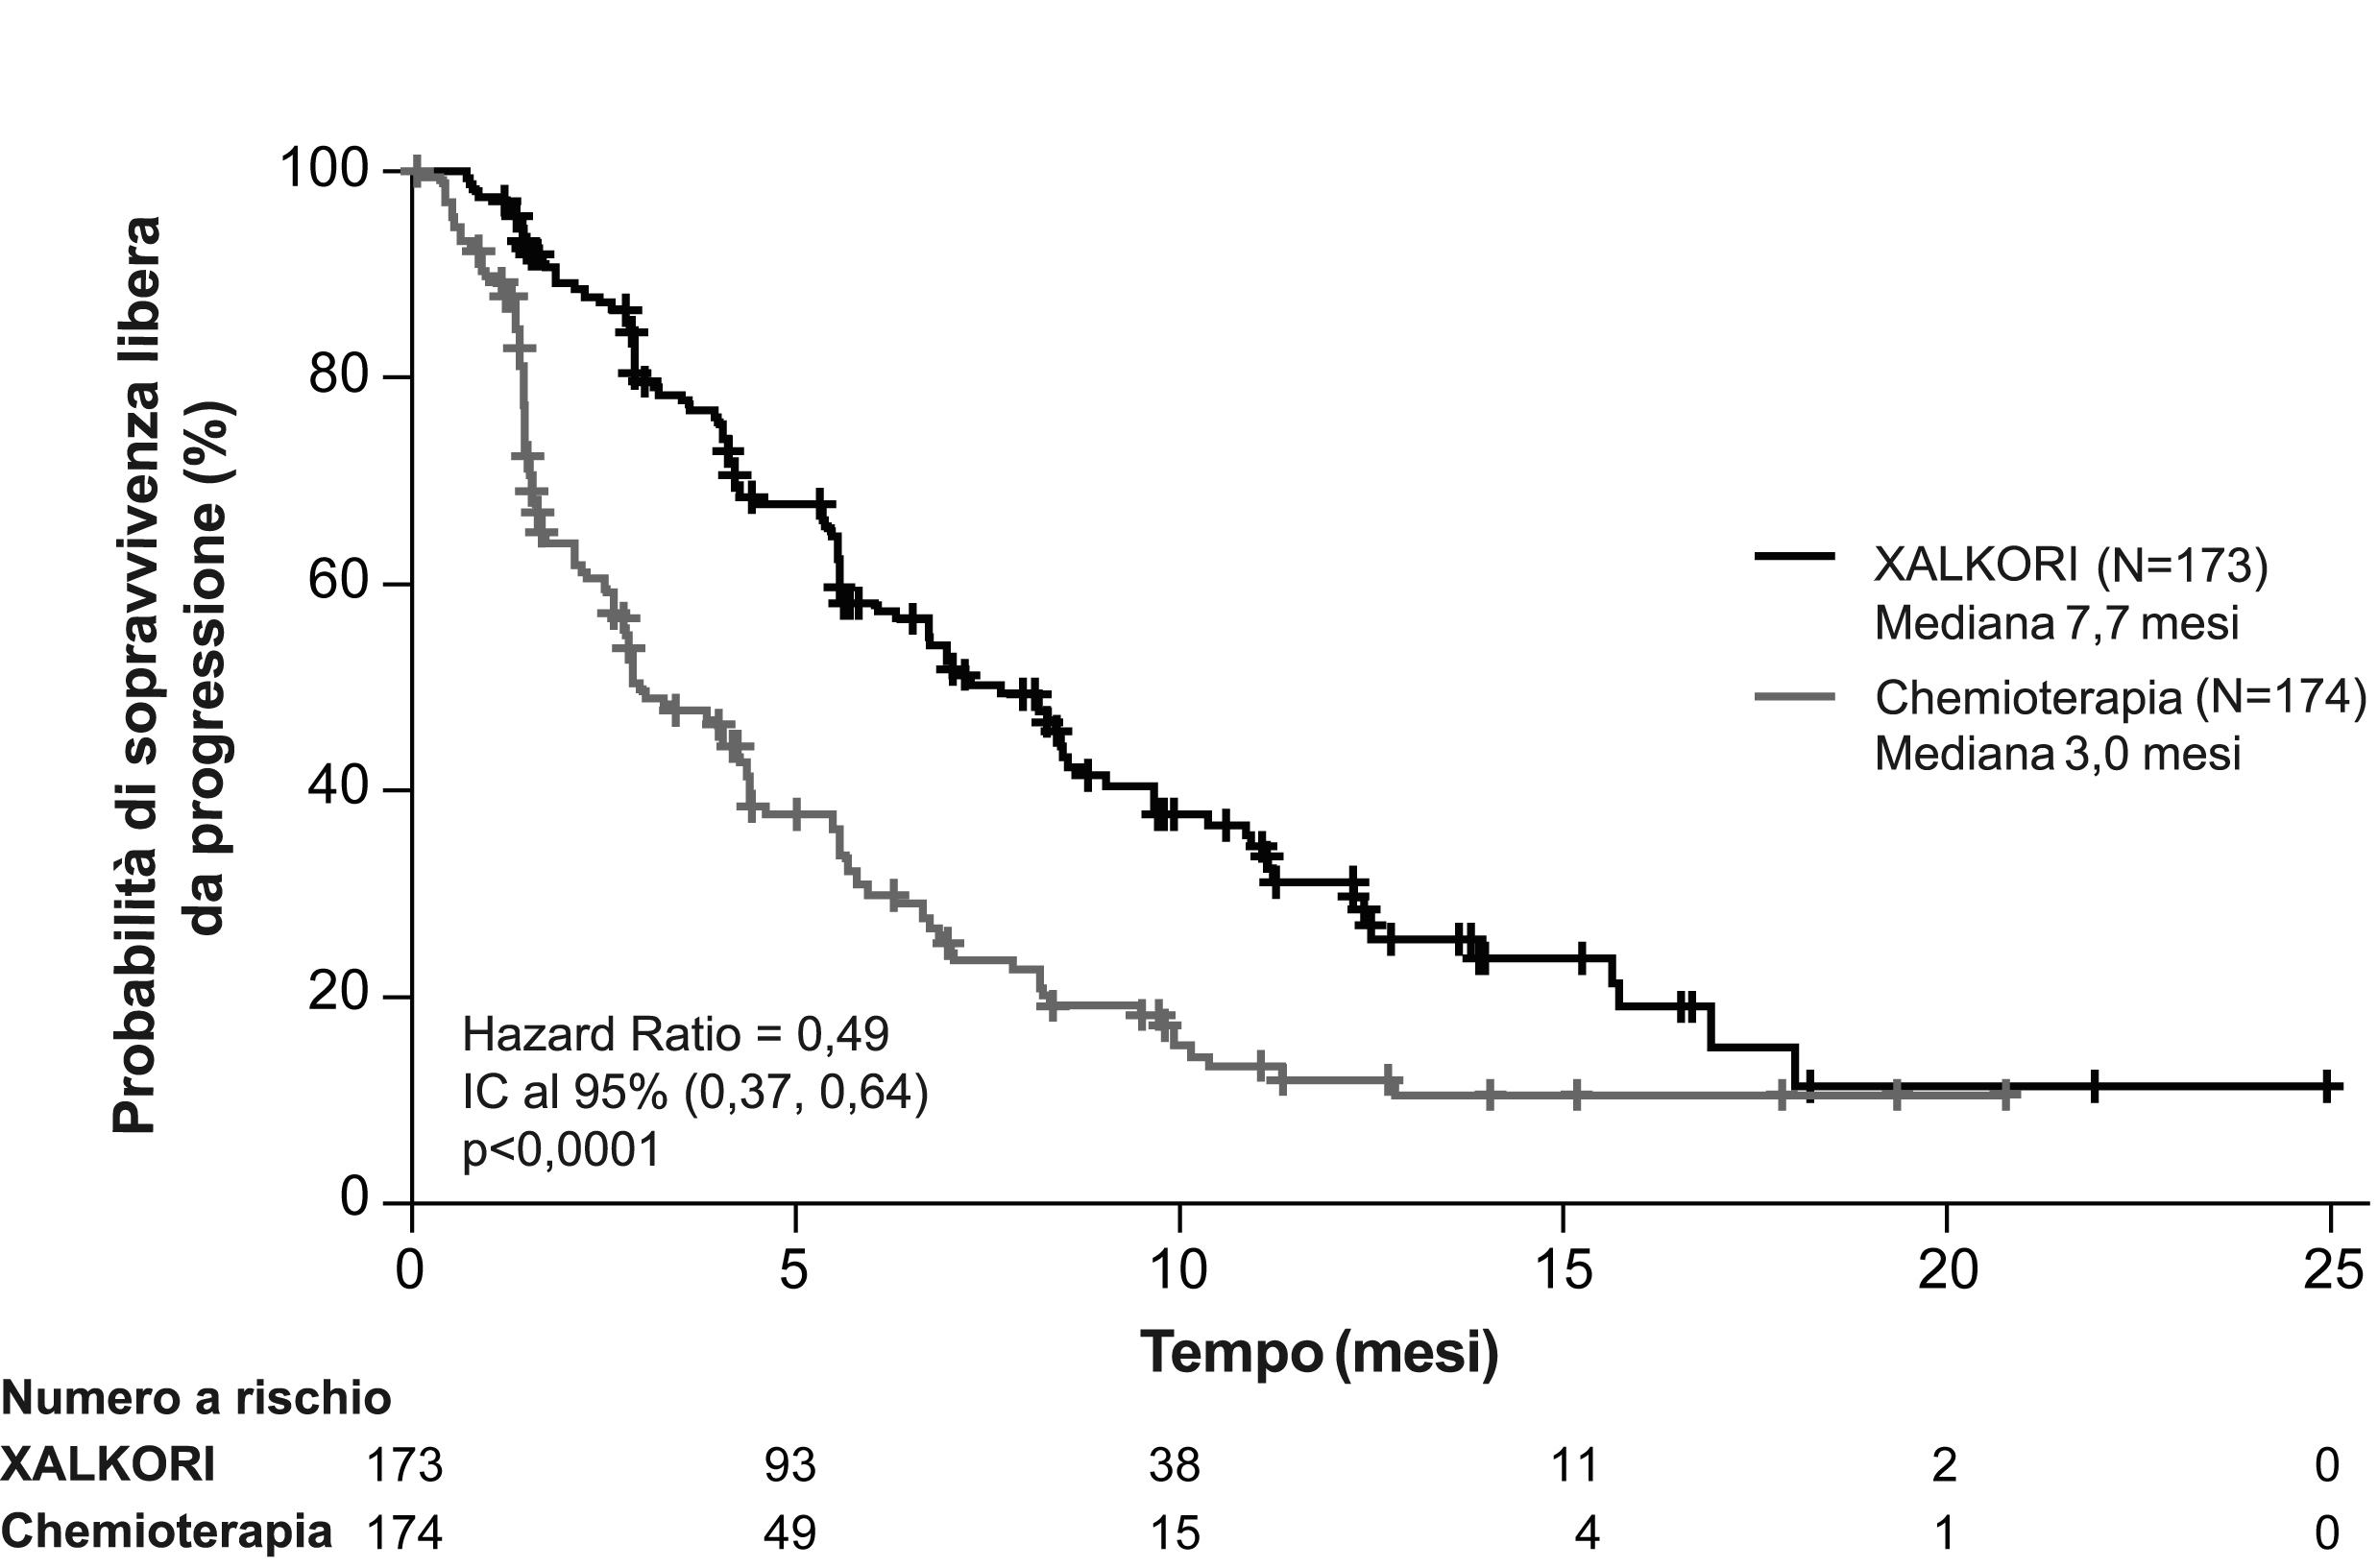 Probabilità di sopravvivenza libera
da progressione (%)
100
80
60
40
20
0
XALKORI (N=173)
Mediana 7,7 mesi
Chemioterapia (N=174)
Mediana 3,0 mesi
Hazard Ratio = 0,49
IC al 95% (0,37, 0,64)
p<0,0001
0 5 10 15 20 25
Tempo (mesi)
Numero a rischio
XALKORI 173 93 38 11 2 0
Chemioterapia 174 49 15 4 1 0